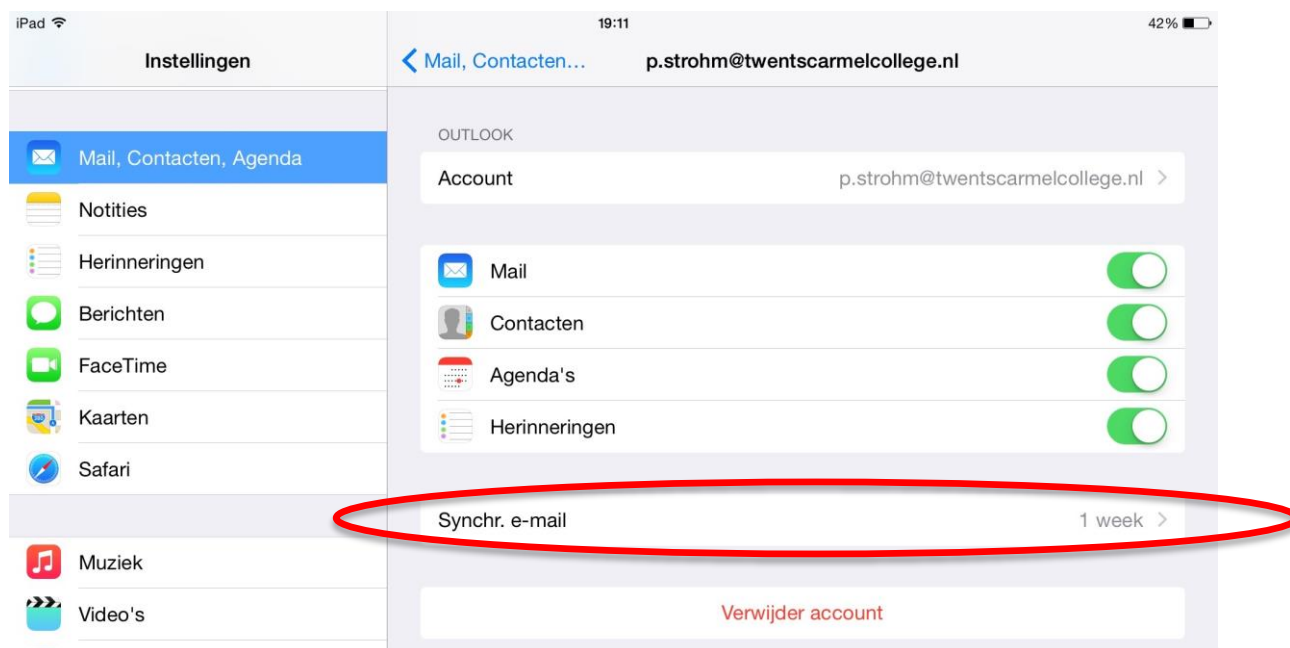 iPad 19:11 42%
Instellingen
Mail, Contacten... p.strohm@twentscarmelcollege.nl
Mail, Contacten, Agenda
Notities
Herinneringen
Berichten
FaceTime
Kaarten
Safari
Muziek
Video's
OUTLOOK
Account p.strohm@twentscarmelcollege.nl
Mail
Contacten
Agenda's
Herinneringen
Synchr. e-mail 1 week
Verwijder account